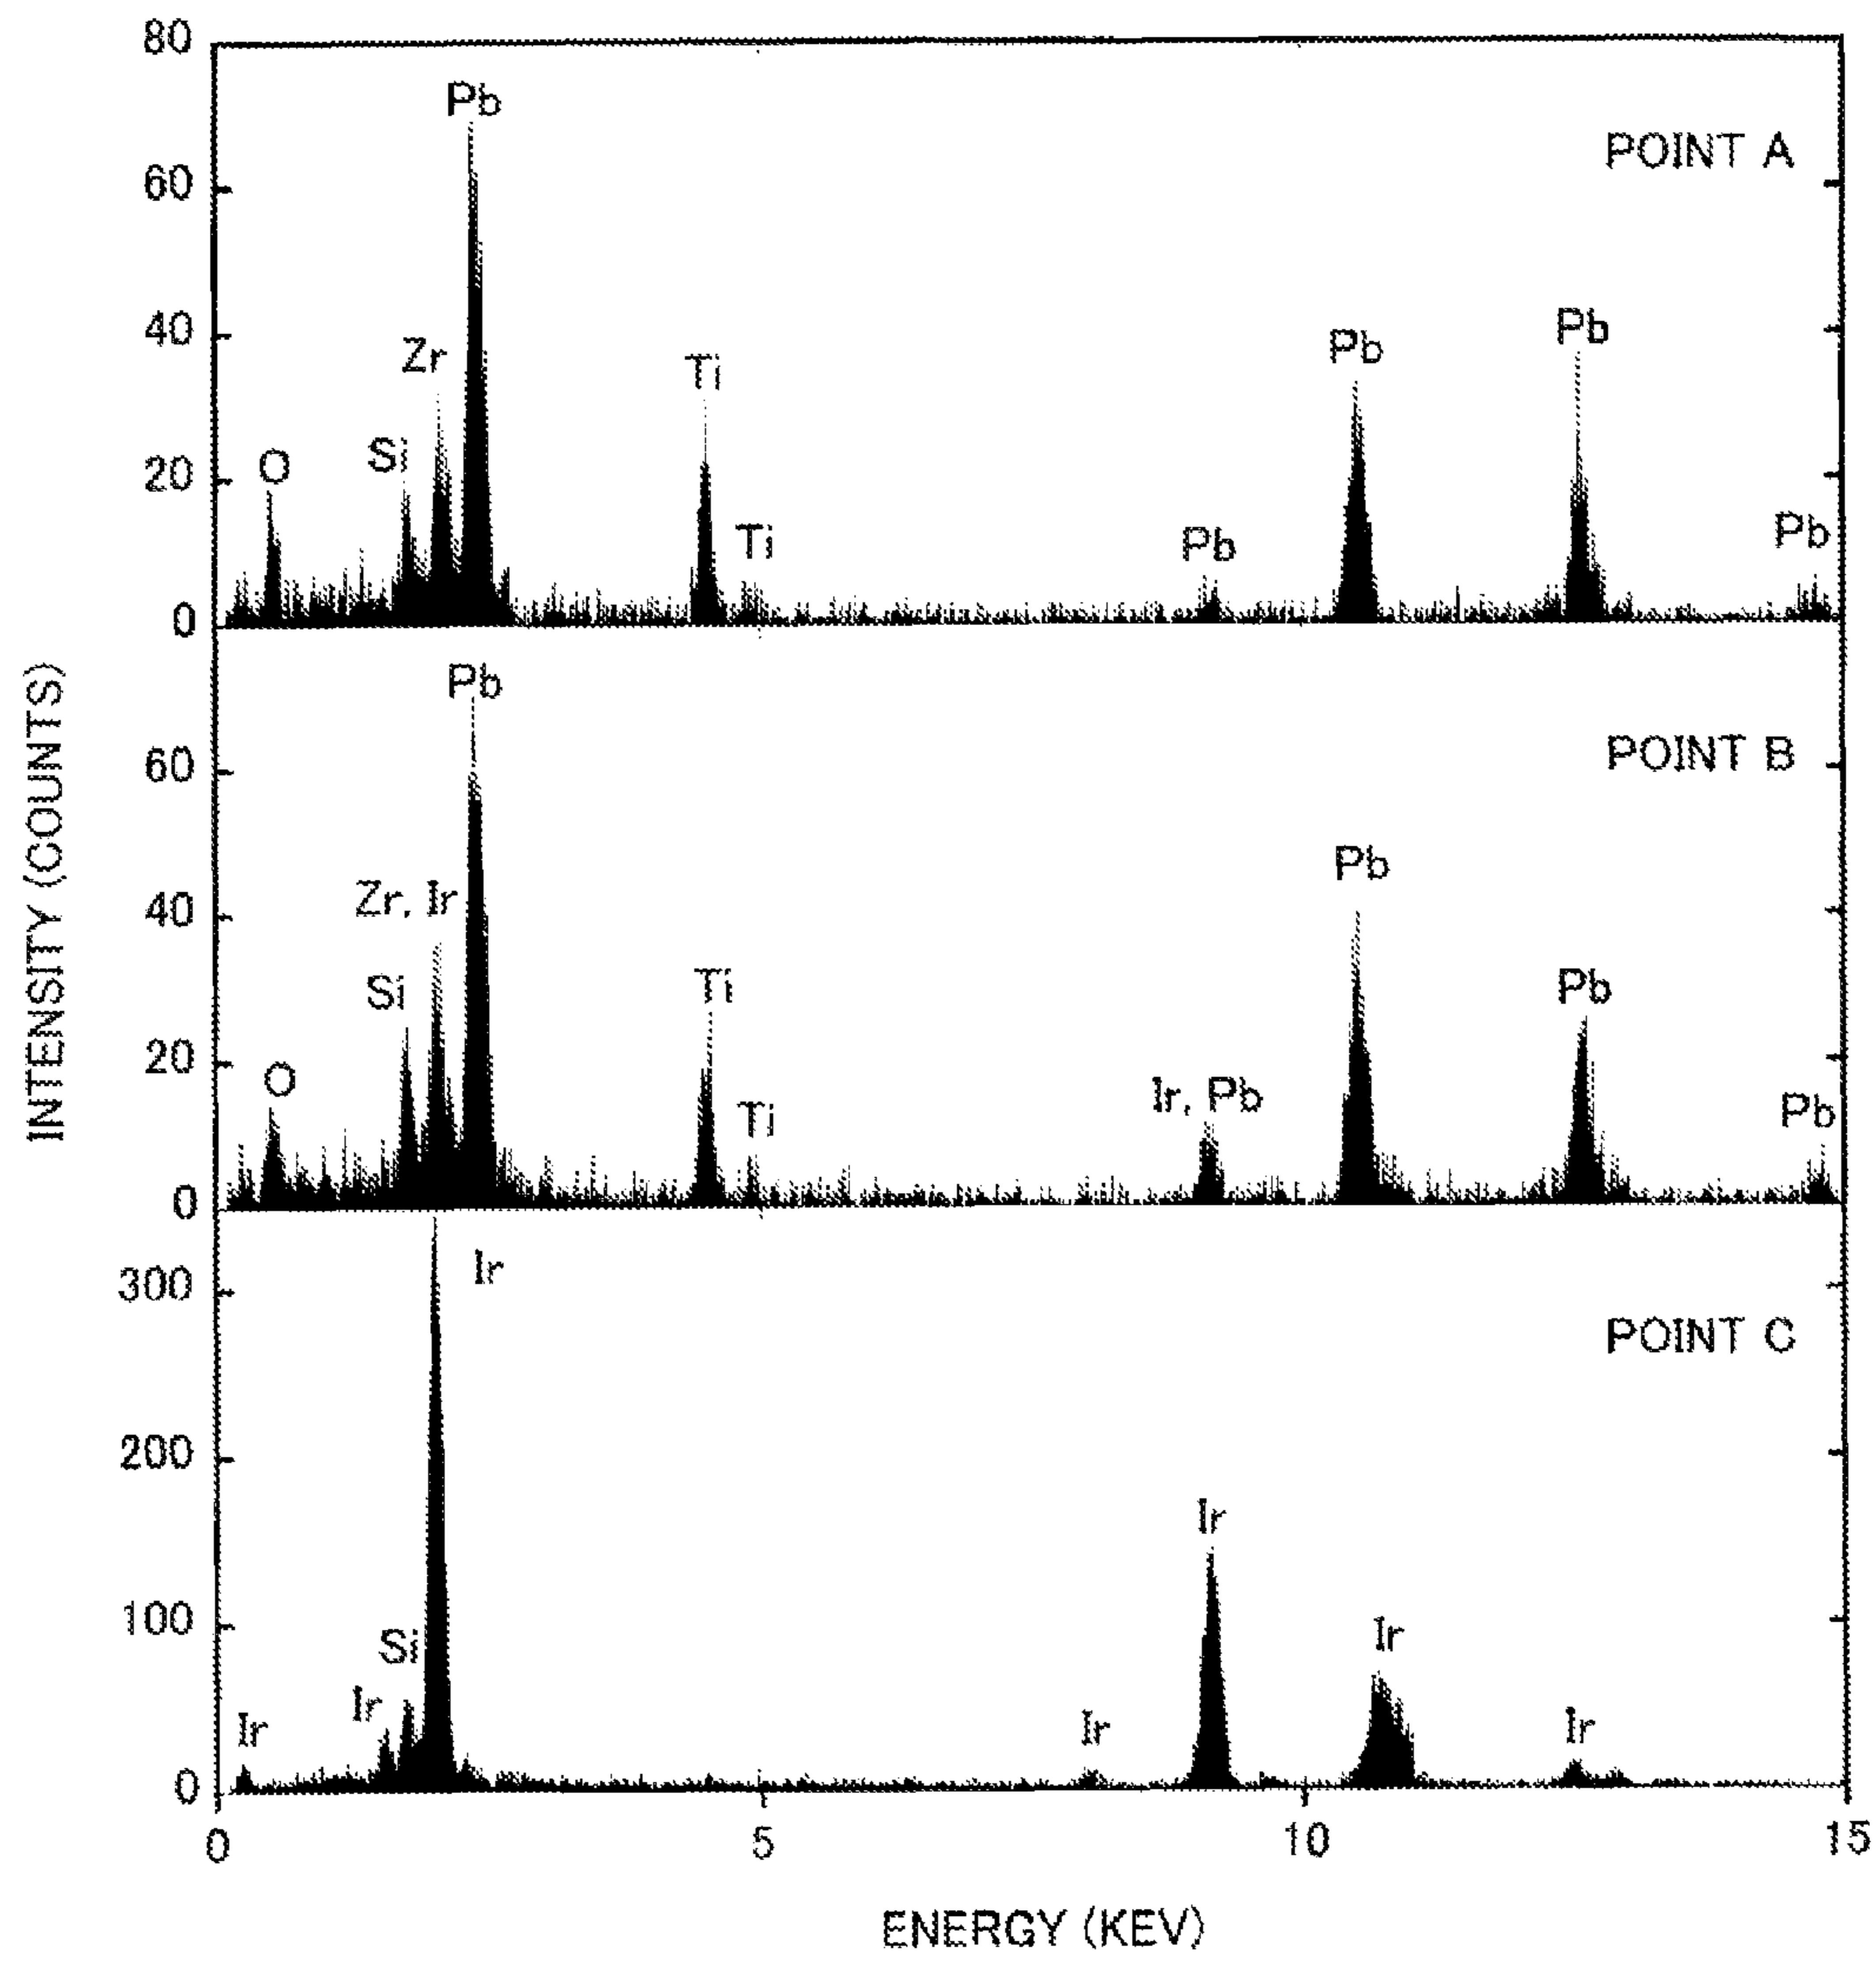 80
Pb
POINT A
60
40
Zr
Ti
Pb
Pb
Si
O
20
Ti
Pb
Pb
0
Pb
POINT B
60
Pb
Zr, Ir
40
Si
Ti
Pb
O
20
Ti
Ir, Pb
Pb
0
Ir
300
POINT C
200
Ir
100
Si
Ir
Ir
Ir
Ir
Ir
0
0
5
10
15
INTENSITY (COUNTS)
ENERGY (KEV)